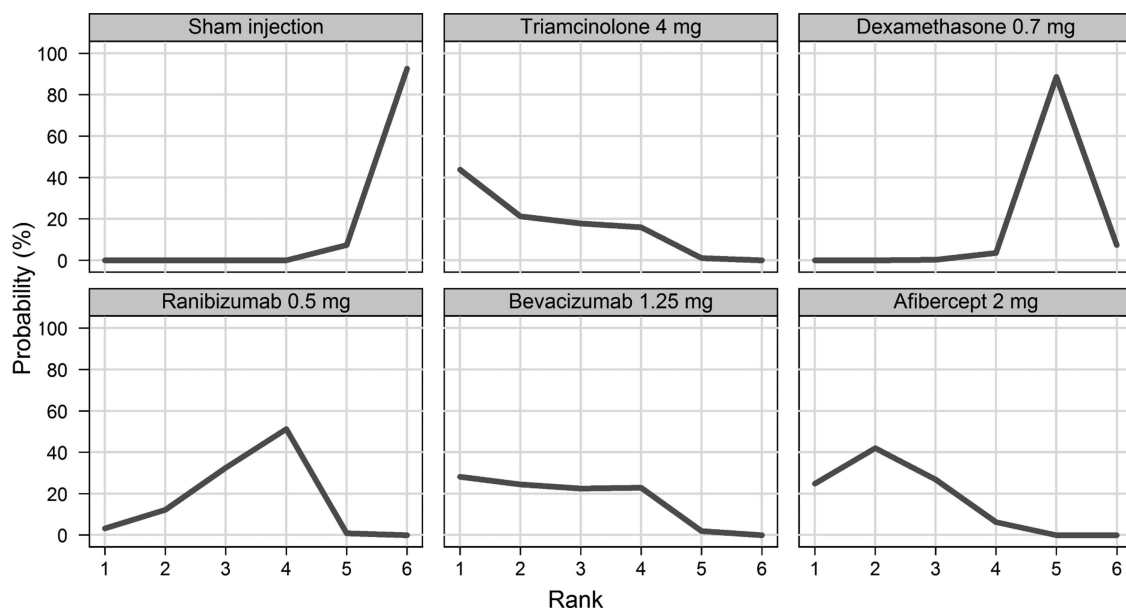 Sham injection
Triamcinolone 4 mg
Dexamethasone 0.7 mg
100
80
60
40
20
0
Ranibizumab 0.5 mg
Bevacizumab 1.25 mg
Afibercept 2 mg
100
80
60
40
20
0
Probability (%)
1 2 3 4 5 6
1 2 3 4 5 6
1 2 3 4 5 6
Rank